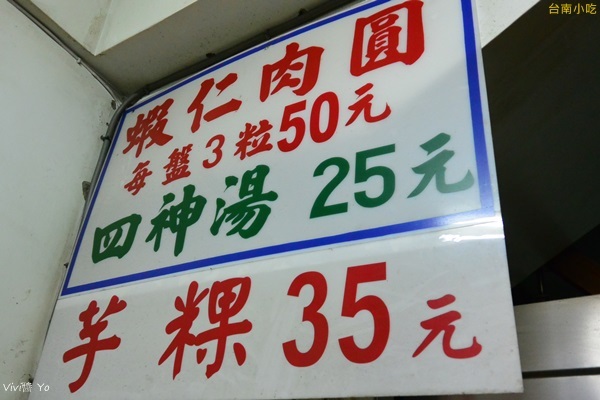 台南小吃
蝦仁肉圓
每盤3粒50元
四神湯 25元
芋粿 35元
Vivi醬 Yo